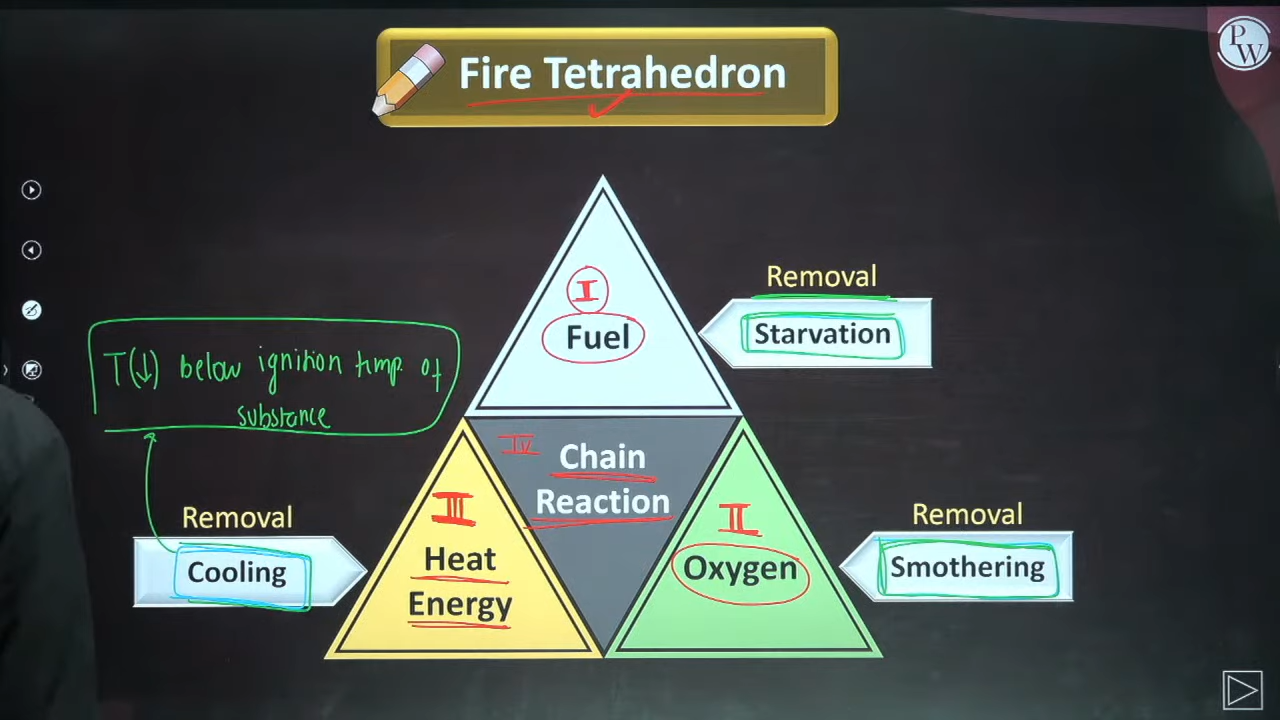 PW
Fire Tetrahedron
I
Fuel
Removal
Starvation
T(↓) below ignition temp. of
substance
IV
Chain
Reaction
III
Heat
Energy
II
Oxygen
Removal
Cooling
Removal
Smothering